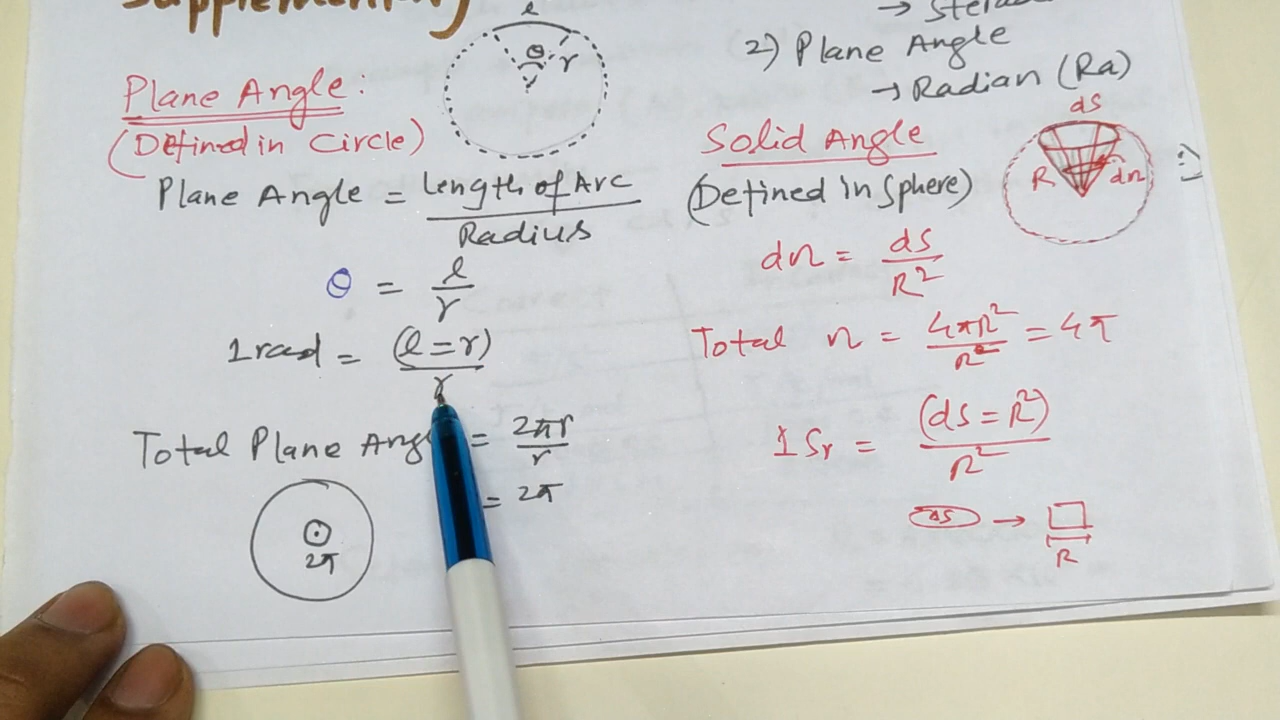 Supplementary
→ Stera
2) Plane Angle
→ Radian (Ra)
l
θ
r
Plane Angle:
(Defined in Circle)
Plane Angle = Length of Arc
Radius
θ = l
r
1 rad = (l = r)
r
Total Plane Angl = 2πr
r
= 2π
2π
dS
R
dΩ
Solid Angle
(Defined in Sphere)
dΩ = dS
R²
Total Ω = 4πR² = 4π
R²
1 Sr = (dS = R²)
R²
dS → □
R